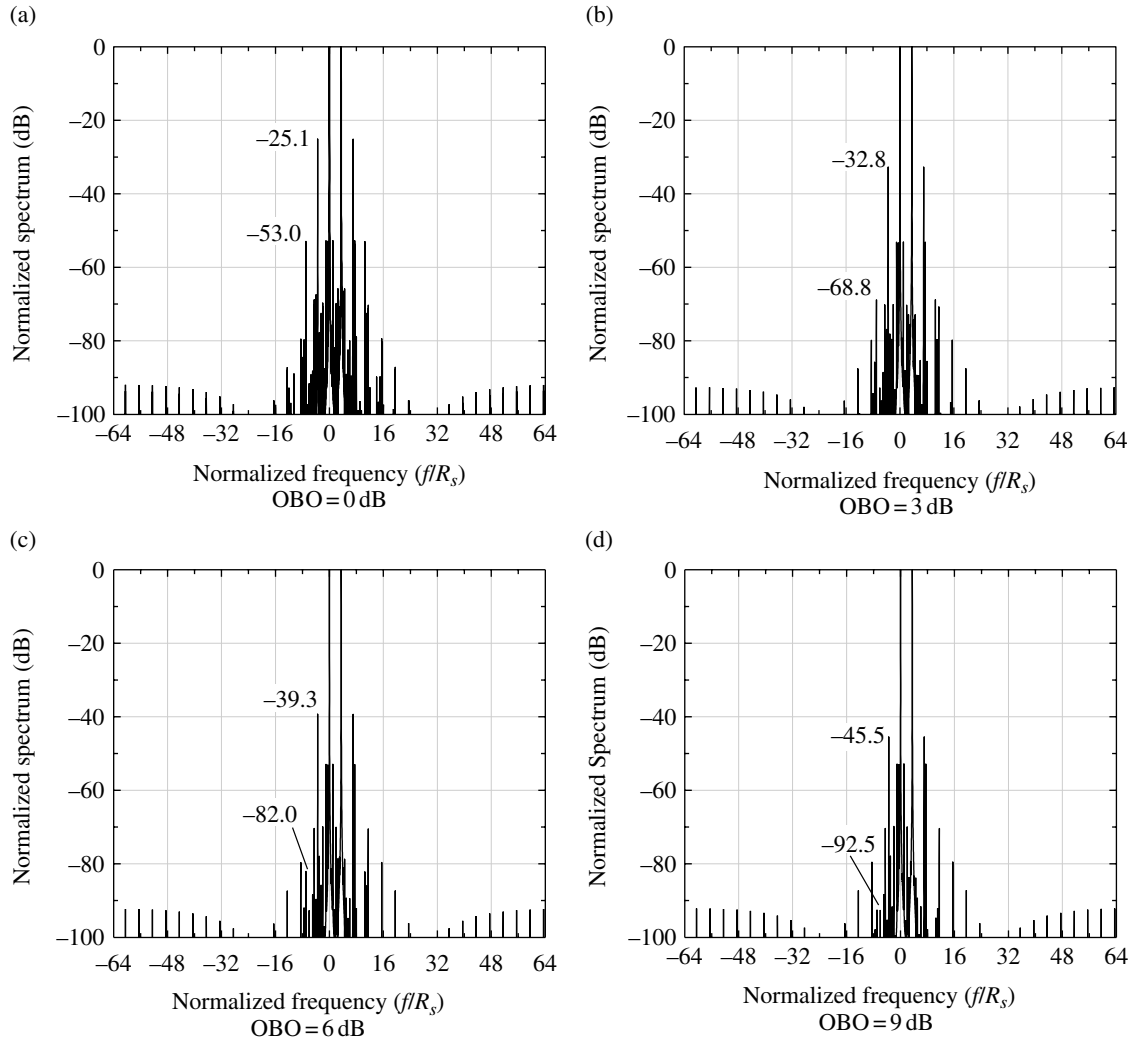 (a)
Normalized spectrum (dB)
0
−20
−40
−60
−80
−100
−25.1
−53.0
−64 −48 −32 −16 0 16 32 48 64
Normalized frequency (f/Rs)
OBO = 0 dB
(b)
Normalized spectrum (dB)
0
−20
−40
−60
−80
−100
−32.8
−68.8
−64 −48 −32 −16 0 16 32 48 64
Normalized frequency (f/Rs)
OBO = 3 dB
(c)
Normalized spectrum (dB)
0
−20
−40
−60
−80
−100
−39.3
−82.0
−64 −48 −32 −16 0 16 32 48 64
Normalized frequency (f/Rs)
OBO = 6 dB
(d)
Normalized Spectrum (dB)
0
−20
−40
−60
−80
−100
−45.5
−92.5
−64 −48 −32 −16 0 16 32 48 64
Normalized frequency (f/Rs)
OBO = 9 dB